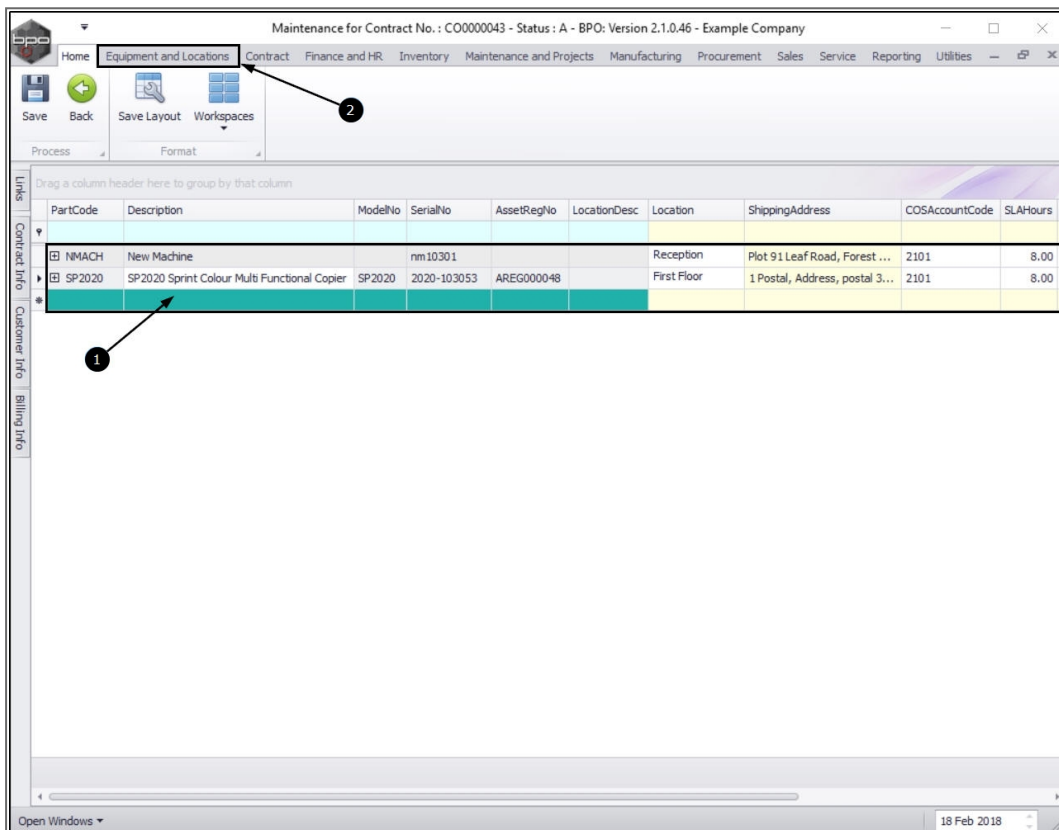 Maintenance for Contract No. : CO0000043 - Status : A - BPO: Version 2.1.0.46 - Example Company
bpo
Home Equipment and Locations Contract Finance and HR Inventory Maintenance and Projects Manufacturing Procurement Sales Service Reporting Utilities
2
Save Back Save Layout Workspaces
Process Format
Links
Contract Info
Customer Info
Billing Info
Drag a column header here to group by that column
PartCode Description ModelNo SerialNo AssetRegNo LocationDesc Location ShippingAddress COSAccountCode SLAHours
NMACH New Machine nm10301 Reception Plot 91 Leaf Road, Forest ... 2101 8.00
SP2020 SP2020 Sprint Colour Multi Functional Copier SP2020 2020-103053 AREG000048 First Floor 1 Postal, Address, postal 3... 2101 8.00
1
Open Windows 18 Feb 2018